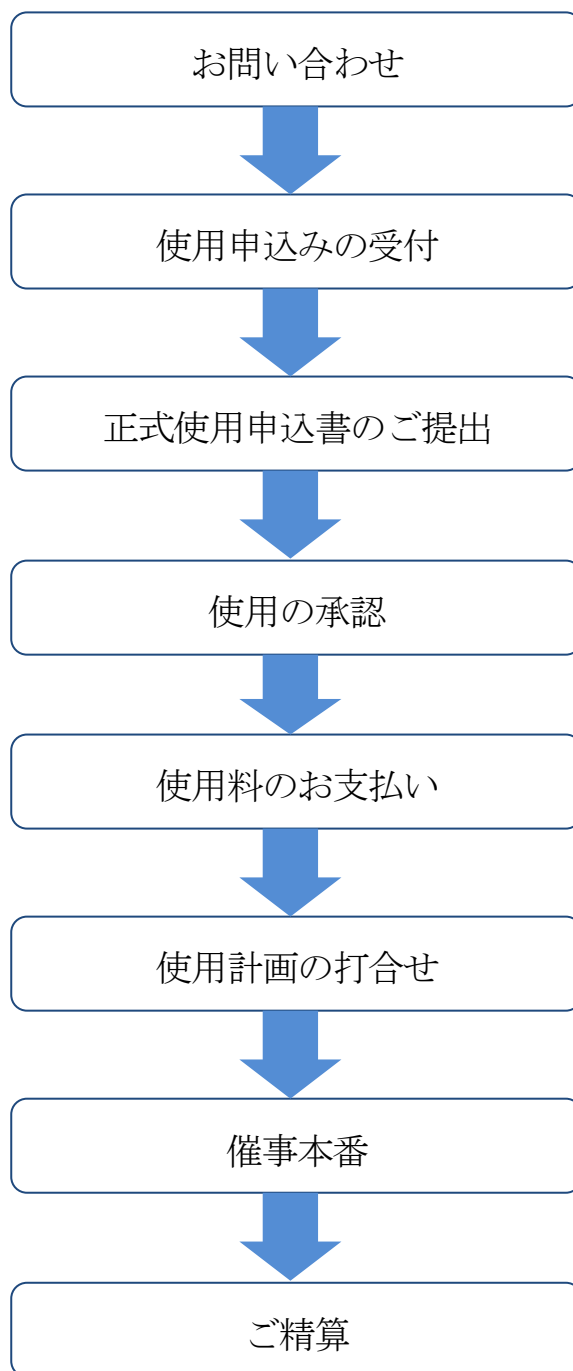 お問い合わせ
使用申込みの受付
正式使用申込書のご提出
使用の承認
使用料のお支払い
使用計画の打合せ
催事本番
ご精算